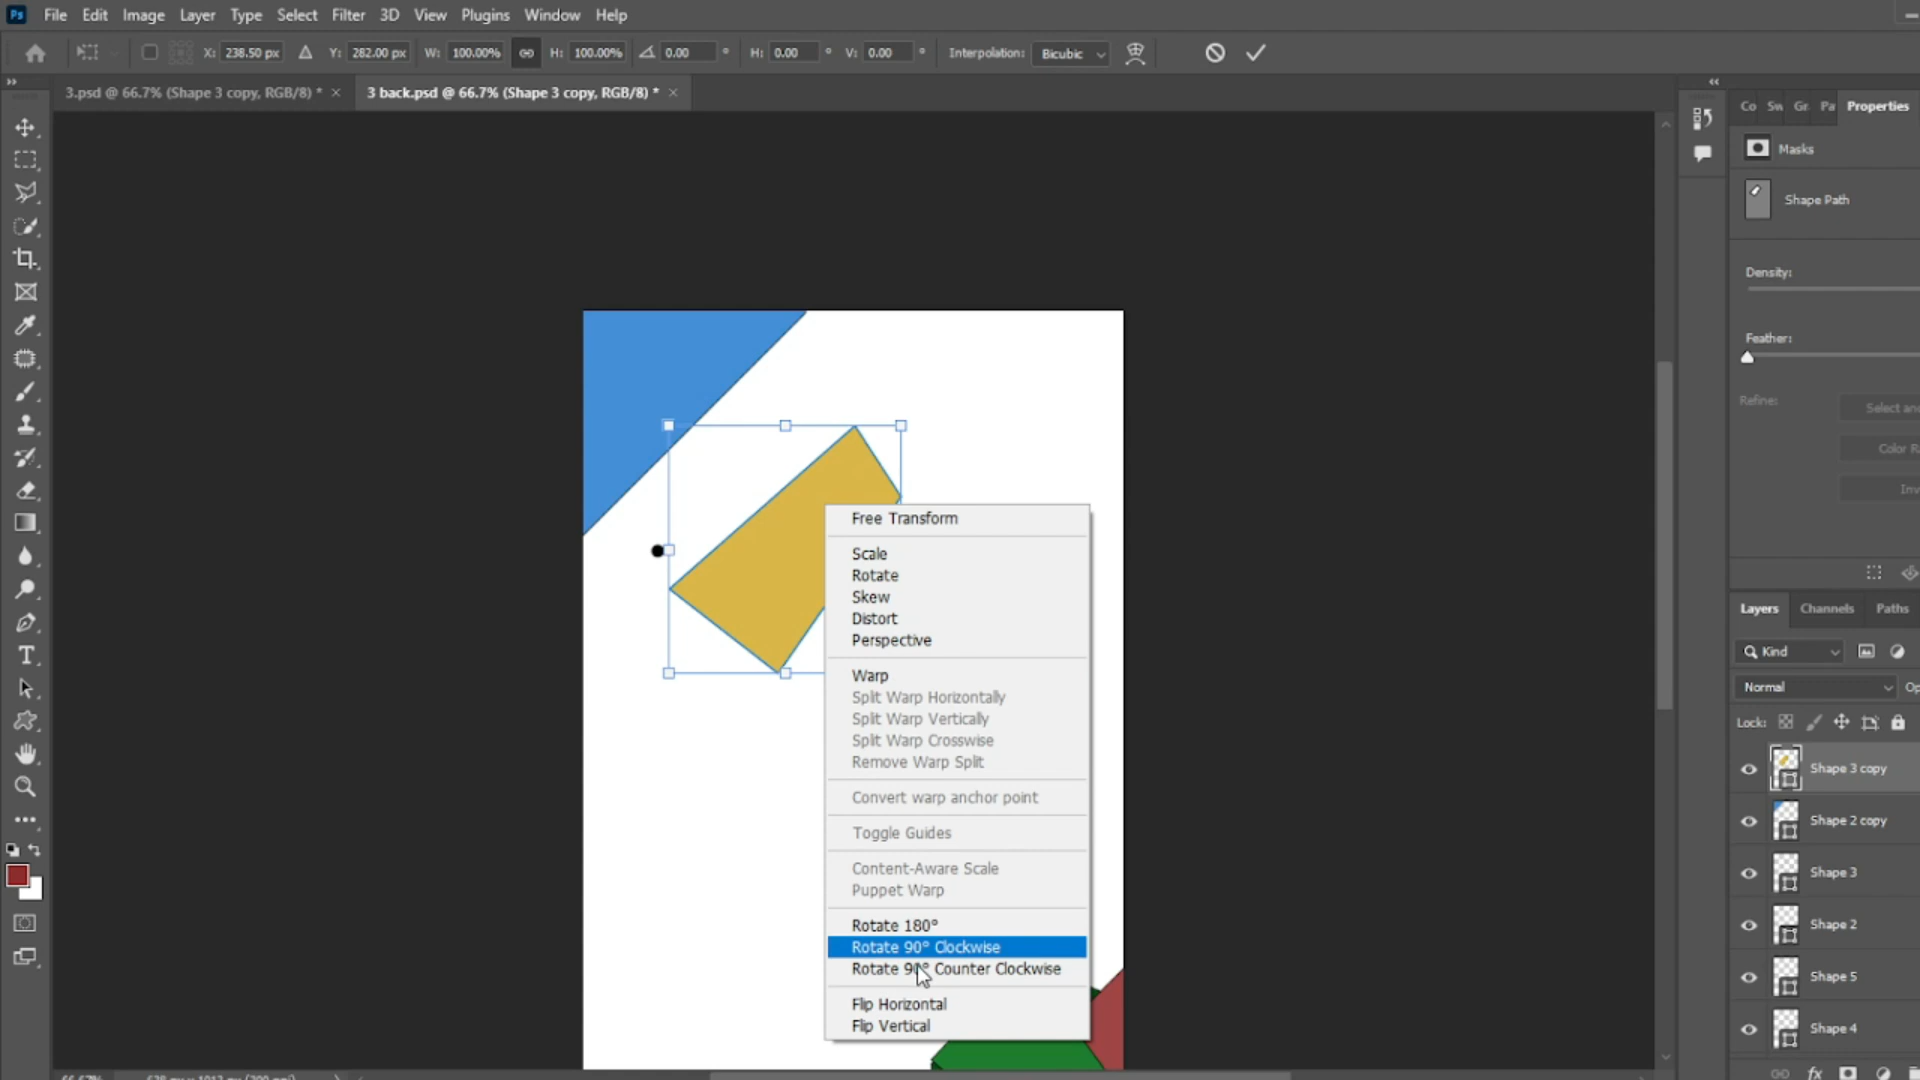 Ps File Edit Image Layer Type Select Filter 3D View Plugins Window Help
X: 238.50 px Y: 282.00 px W: 100.00% H: 100.00% 0.00 ° H: 0.00 ° V: 0.00 ° Interpolation: Bicubic
3.psd @ 66.7% (Shape 3 copy, RGB/8) * × 3 back.psd @ 66.7% (Shape 3 copy, RGB/8) * ×
Co Sw Gr Pa Properties
Masks
Shape Path
Density:
Feather:
Refine: Select and
Color Ra
Inv
Free Transform
Scale
Rotate
Skew
Distort
Perspective
Warp
Split Warp Horizontally
Split Warp Vertically
Split Warp Crosswise
Remove Warp Split
Convert warp anchor point
Toggle Guides
Content-Aware Scale
Puppet Warp
Rotate 180°
Rotate 90° Clockwise
Rotate 90° Counter Clockwise
Flip Horizontal
Flip Vertical
Layers Channels Paths
Kind
Normal Op
Lock:
Shape 3 copy
Shape 2 copy
Shape 3
Shape 2
Shape 5
Shape 4
fx